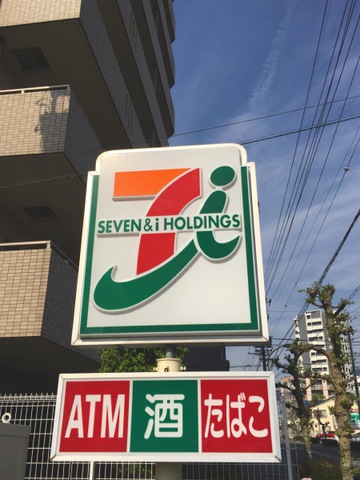 SEVEN & i HOLDINGS
ATM 酒 たばこ